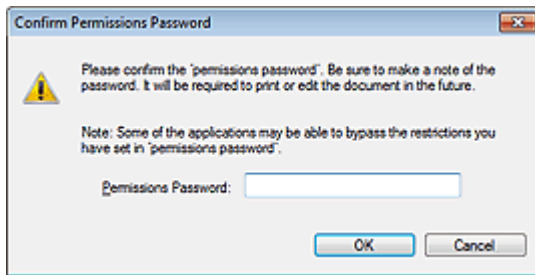 Confirm Permissions Password
Please confirm the "permissions password". Be sure to make a note of the
password. It will be required to print or edit the document in the future.
Note: Some of the applications may be able to bypass the restrictions you
have set in "permissions password".
Permissions Password:
OK Cancel